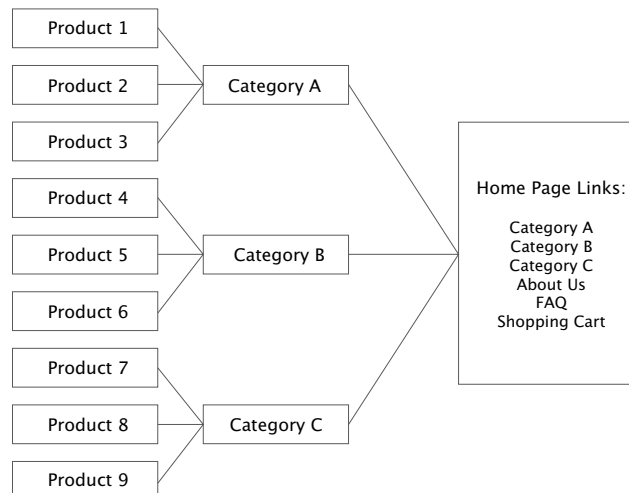 Product 1
Product 2
Product 3
Product 4
Product 5
Product 6
Product 7
Product 8
Product 9
Category A
Category B
Category C
Home Page Links:
Category A
Category B
Category C
About Us
FAQ
Shopping Cart